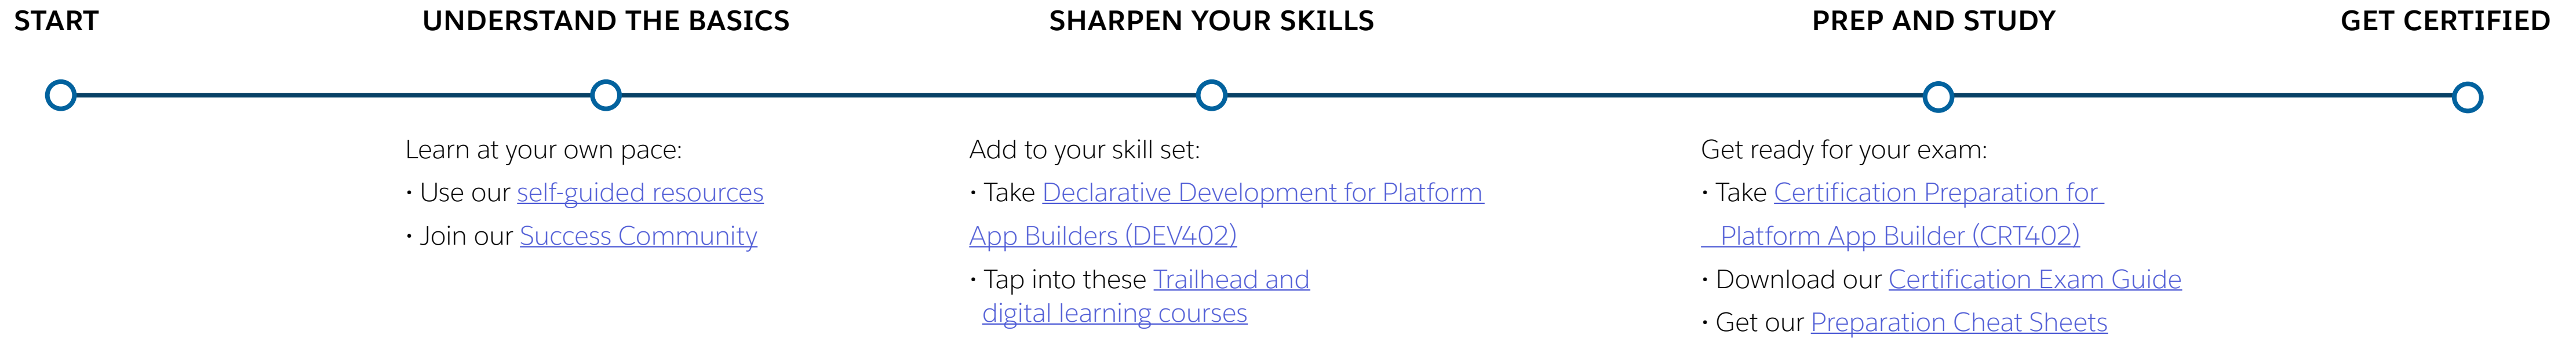 START
UNDERSTAND THE BASICS
SHARPEN YOUR SKILLS
PREP AND STUDY
GET CERTIFIED
Learn at your own pace:
· Use our self-guided resources
· Join our Success Community
Add to your skill set:
· Take Declarative Development for Platform
App Builders (DEV402)
· Tap into these Trailhead and
digital learning courses
Get ready for your exam:
· Take Certification Preparation for
Platform App Builder (CRT402)
· Download our Certification Exam Guide
· Get our Preparation Cheat Sheets